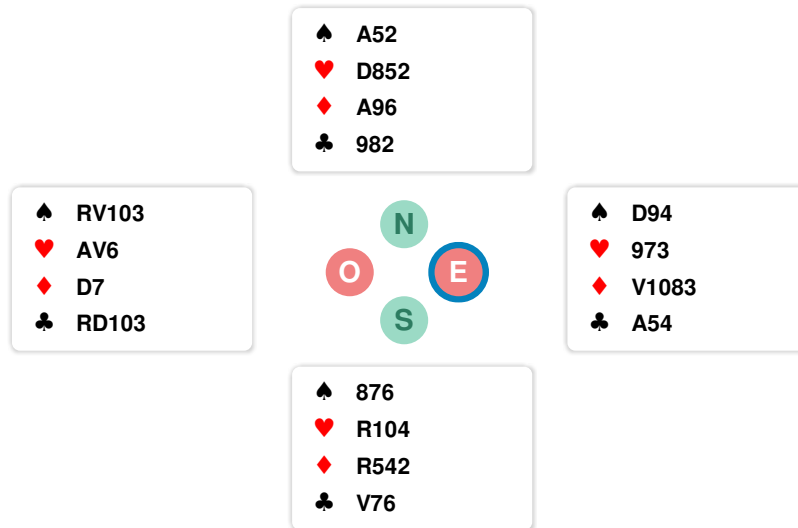 ♠ A52
♥ D852
♦ A96
♣ 982
♠ RV103
♥ AV6
♦ D7
♣ RD103
N
O E
S
♠ D94
♥ 973
♦ V1083
♣ A54
♠ 876
♥ R104
♦ R542
♣ V76